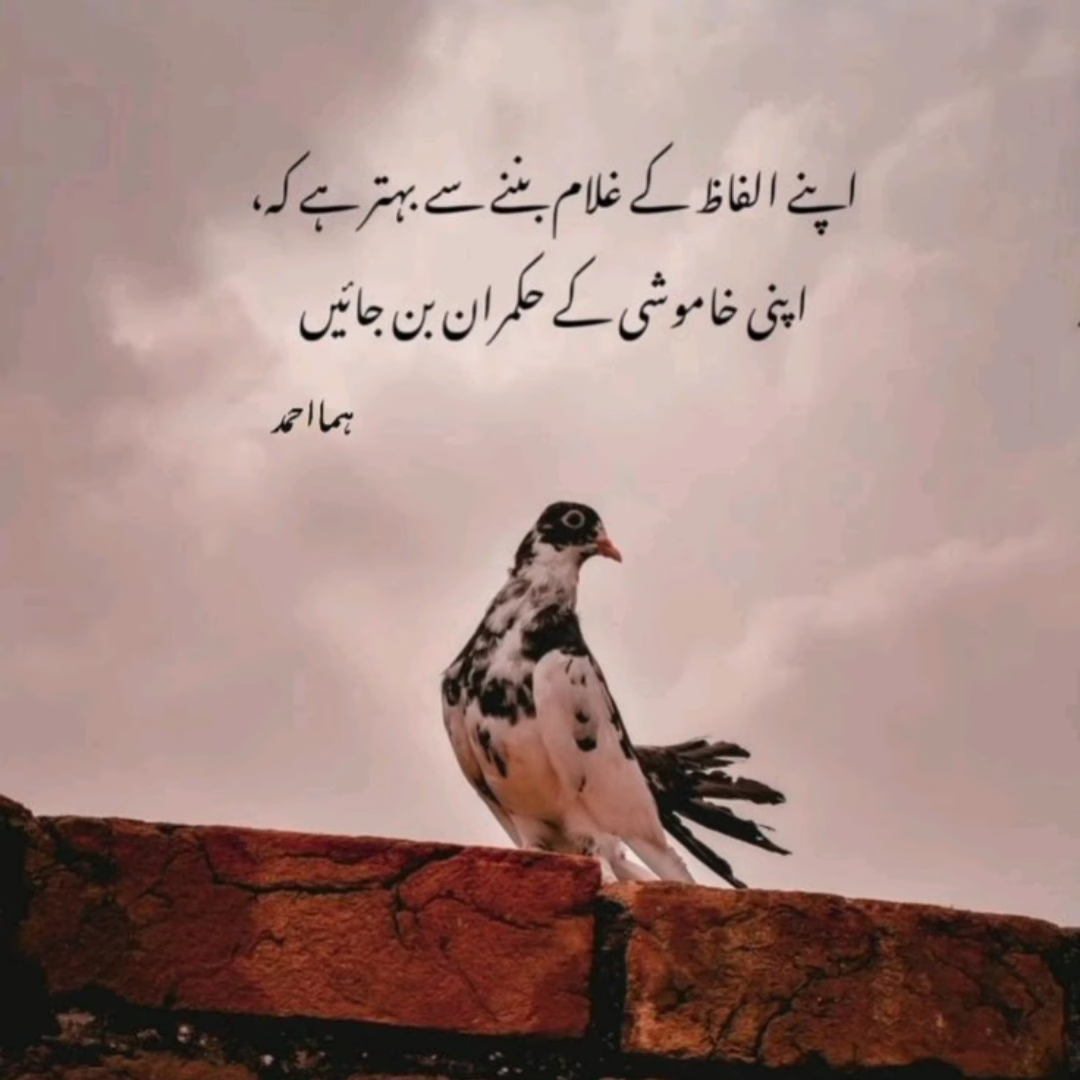 اپنے الفاظ کے غلام بننے سے بہتر ہے کہ،
اپنی خاموشی کے حکمران بن جائیں
ہما احمد